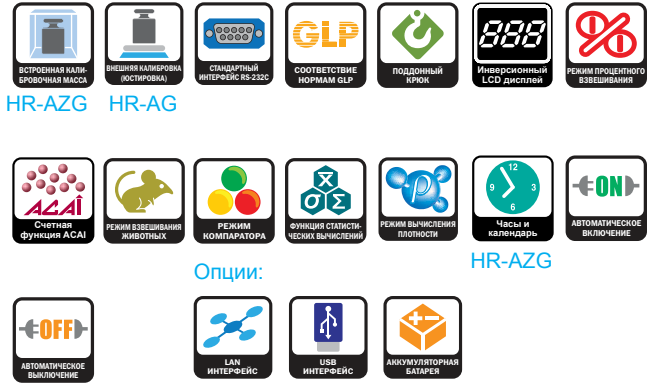 ВСТРОЕННАЯ КАЛИ-
БРОВОЧНАЯ МАССА
ВНЕШНЯЯ КАЛИБРОВКА
(ЮСТИРОВКА)
СТАНДАРТНЫЙ
ИНТЕРФЕЙС RS-232C
GLP
СООТВЕТСТВИЕ
НОРМАМ GLP
ПОДДОННЫЙ
КРЮК
888
Инверсионный
LCD дисплей
%
РЕЖИМ ПРОЦЕНТНОГО
ВЗВЕШИВАНИЯ
HR-AZG
HR-AG
ACAI
Счетная
функция ACAI
РЕЖИМ ВЗВЕШИВАНИЯ
ЖИВОТНЫХ
РЕЖИМ
КОМПАРАТОРА
X̅
σ Σ
ФУНКЦИЯ СТАТИСТИ-
ЧЕСКИХ ВЫЧИСЛЕНИЙ
ρ
РЕЖИМ ВЫЧИСЛЕНИЯ
ПЛОТНОСТИ
12
9 3
6
Часы и
календарь
ON
АВТОМАТИЧЕСКОЕ
ВКЛЮЧЕНИЕ
HR-AZG
Опции:
OFF
АВТОМАТИЧЕСКОЕ
ВЫКЛЮЧЕНИЕ
LAN
ИНТЕРФЕЙС
USB
ИНТЕРФЕЙС
+ −
АККУМУЛЯТОРНАЯ
БАТАРЕЯ